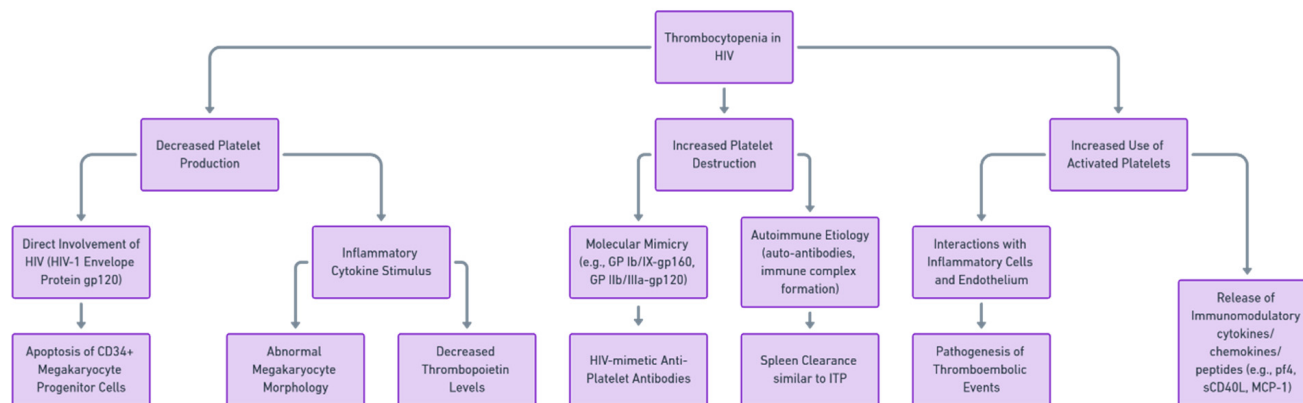 Thrombocytopenia in
HIV
Decreased Platelet
Production
Increased Platelet
Destruction
Increased Use of
Activated Platelets
Direct Involvement of
HIV (HIV-1 Envelope
Protein gp120)
Inflammatory
Cytokine Stimulus
Molecular Mimicry
(e.g., GP Ib/IX-gp160,
GP IIb/IIIa-gp120)
Autoimmune Etiology
(auto-antibodies,
immune complex
formation)
Interactions with
Inflammatory Cells
and Endothelium
Release of
Immunomodulatory
cytokines/
chemokines/
peptides (e.g., pf4,
sCD40L, MCP-1)
Apoptosis of CD34+
Megakaryocyte
Progenitor Cells
Abnormal
Megakaryocyte
Morphology
Decreased
Thrombopoietin
Levels
HIV-mimetic Anti-
Platelet Antibodies
Spleen Clearance
similar to ITP
Pathogenesis of
Thromboembolic
Events